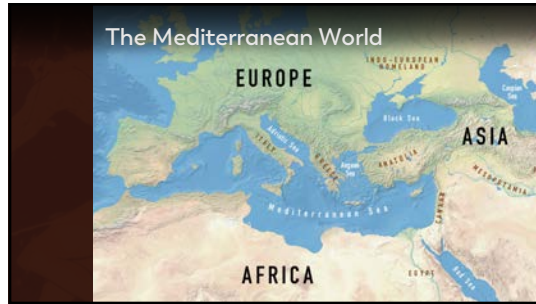 The Mediterranean World
INDO-EUROPEAN
HOMELAND
EUROPE
Caspian
Sea
Black Sea
Adriatic Sea
ITALY
ASIA
GREECE
Aegean
Sea
ANATOLIA
MESOPOTAMIA
Mediterranean Sea
CANAAN
AFRICA
EGYPT
Red Sea